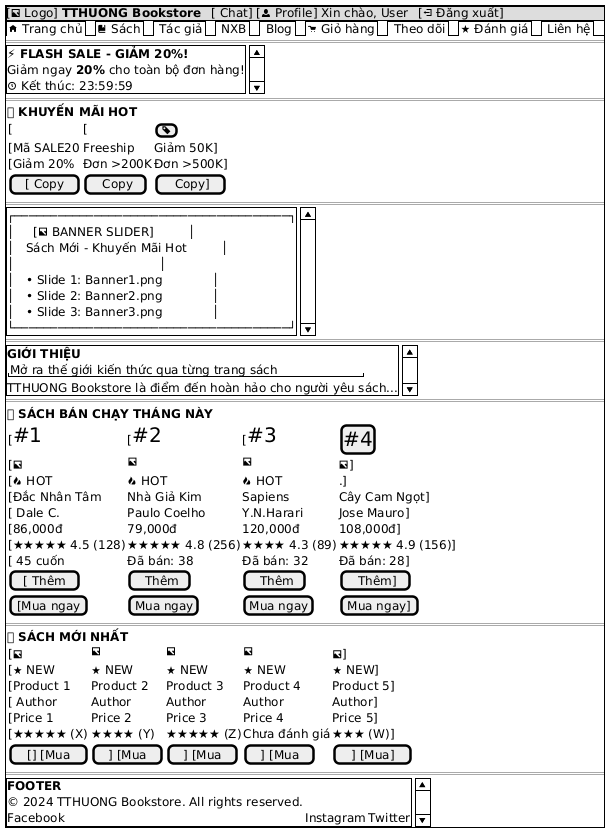 Logo] TTHUONG Bookstore [ Chat] [ Profile] Xin chào, User [ Đăng xuất]
Trang chủ Sách Tác giả NXB Blog Giỏ hàng Theo dõi ★ Đánh giá Liên hệ
⚡ FLASH SALE - GIẢM 20%!
Giảm ngay 20% cho toàn bộ đơn hàng!
Kết thúc: 23:59:59
KHUYẾN MÃI HOT
[ [
[Mã SALE20 Freeship Giảm 50K]
[Giảm 20% Đơn >200K Đơn >500K]
[ Copy Copy Copy]
[ BANNER SLIDER] │
Sách Mới - Khuyến Mãi Hot │
• Slide 1: Banner1.png │
• Slide 2: Banner2.png │
• Slide 3: Banner3.png │
GIỚI THIỆU
Mở ra thế giới kiến thức qua từng trang sách
TTHUONG Bookstore là điểm đến hoàn hảo cho người yêu sách...
SÁCH BÁN CHẠY THÁNG NÀY
[#1 #2 #3 #4
[ ]
[ HOT HOT HOT .]
[Đắc Nhân Tâm Nhà Giả Kim Sapiens Cây Cam Ngọt]
[ Dale C. Paulo Coelho Y.N.Harari Jose Mauro]
[86,000đ 79,000đ 120,000đ 108,000đ]
[★★★★★ 4.5 (128) ★★★★★ 4.8 (256) ★★★★ 4.3 (89) ★★★★★ 4.9 (156)]
[ 45 cuốn Đã bán: 38 Đã bán: 32 Đã bán: 28]
[ Thêm Thêm Thêm Thêm]
[Mua ngay Mua ngay Mua ngay Mua ngay]
SÁCH MỚI NHẤT
[ ]
[★ NEW ★ NEW ★ NEW ★ NEW ★ NEW]
[Product 1 Product 2 Product 3 Product 4 Product 5]
[ Author Author Author Author Author]
[Price 1 Price 2 Price 3 Price 4 Price 5]
[★★★★★ (X) ★★★★ (Y) ★★★★★ (Z) Chưa đánh giá ★★★ (W)]
[] [Mua ] [Mua ] [Mua ] [Mua ] [Mua]
FOOTER
© 2024 TTHUONG Bookstore. All rights reserved.
Facebook Instagram Twitter